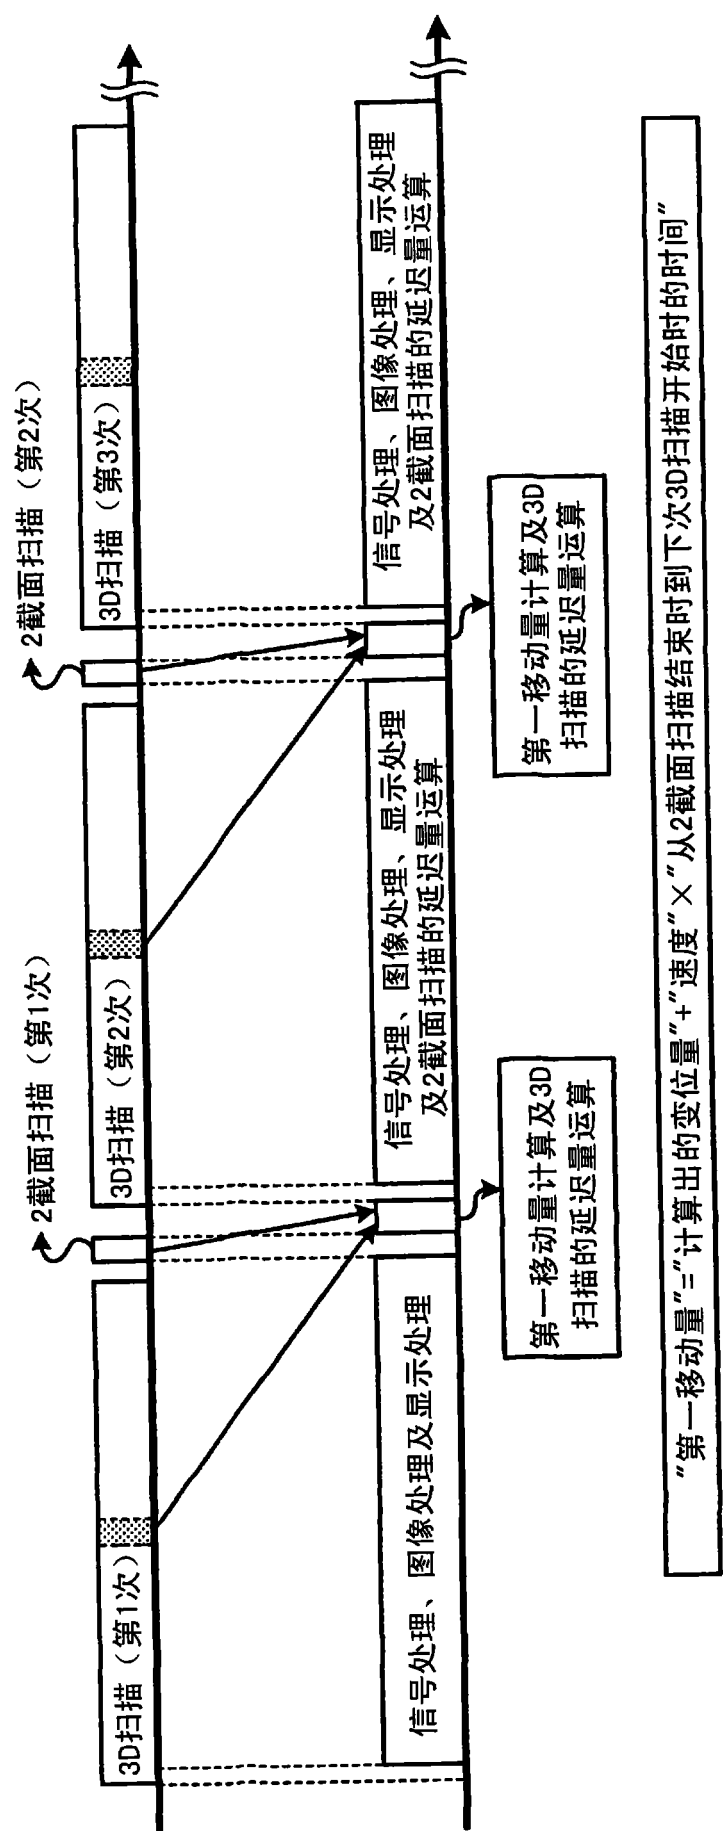 2截面扫描（第1次）
2截面扫描（第2次）
3D扫描（第1次）
3D扫描（第2次）
3D扫描（第3次）
信号处理、图像处理及显示处理
信号处理、图像处理、显示处理
及2截面扫描的延迟量运算
信号处理、图像处理、显示处理
及2截面扫描的延迟量运算
第一移动量计算及3D
扫描的延迟量运算
第一移动量计算及3D
扫描的延迟量运算
"第一移动量"="计算出的变位量"+"速度"×"从2截面扫描结束时到下次3D扫描开始时的时间"